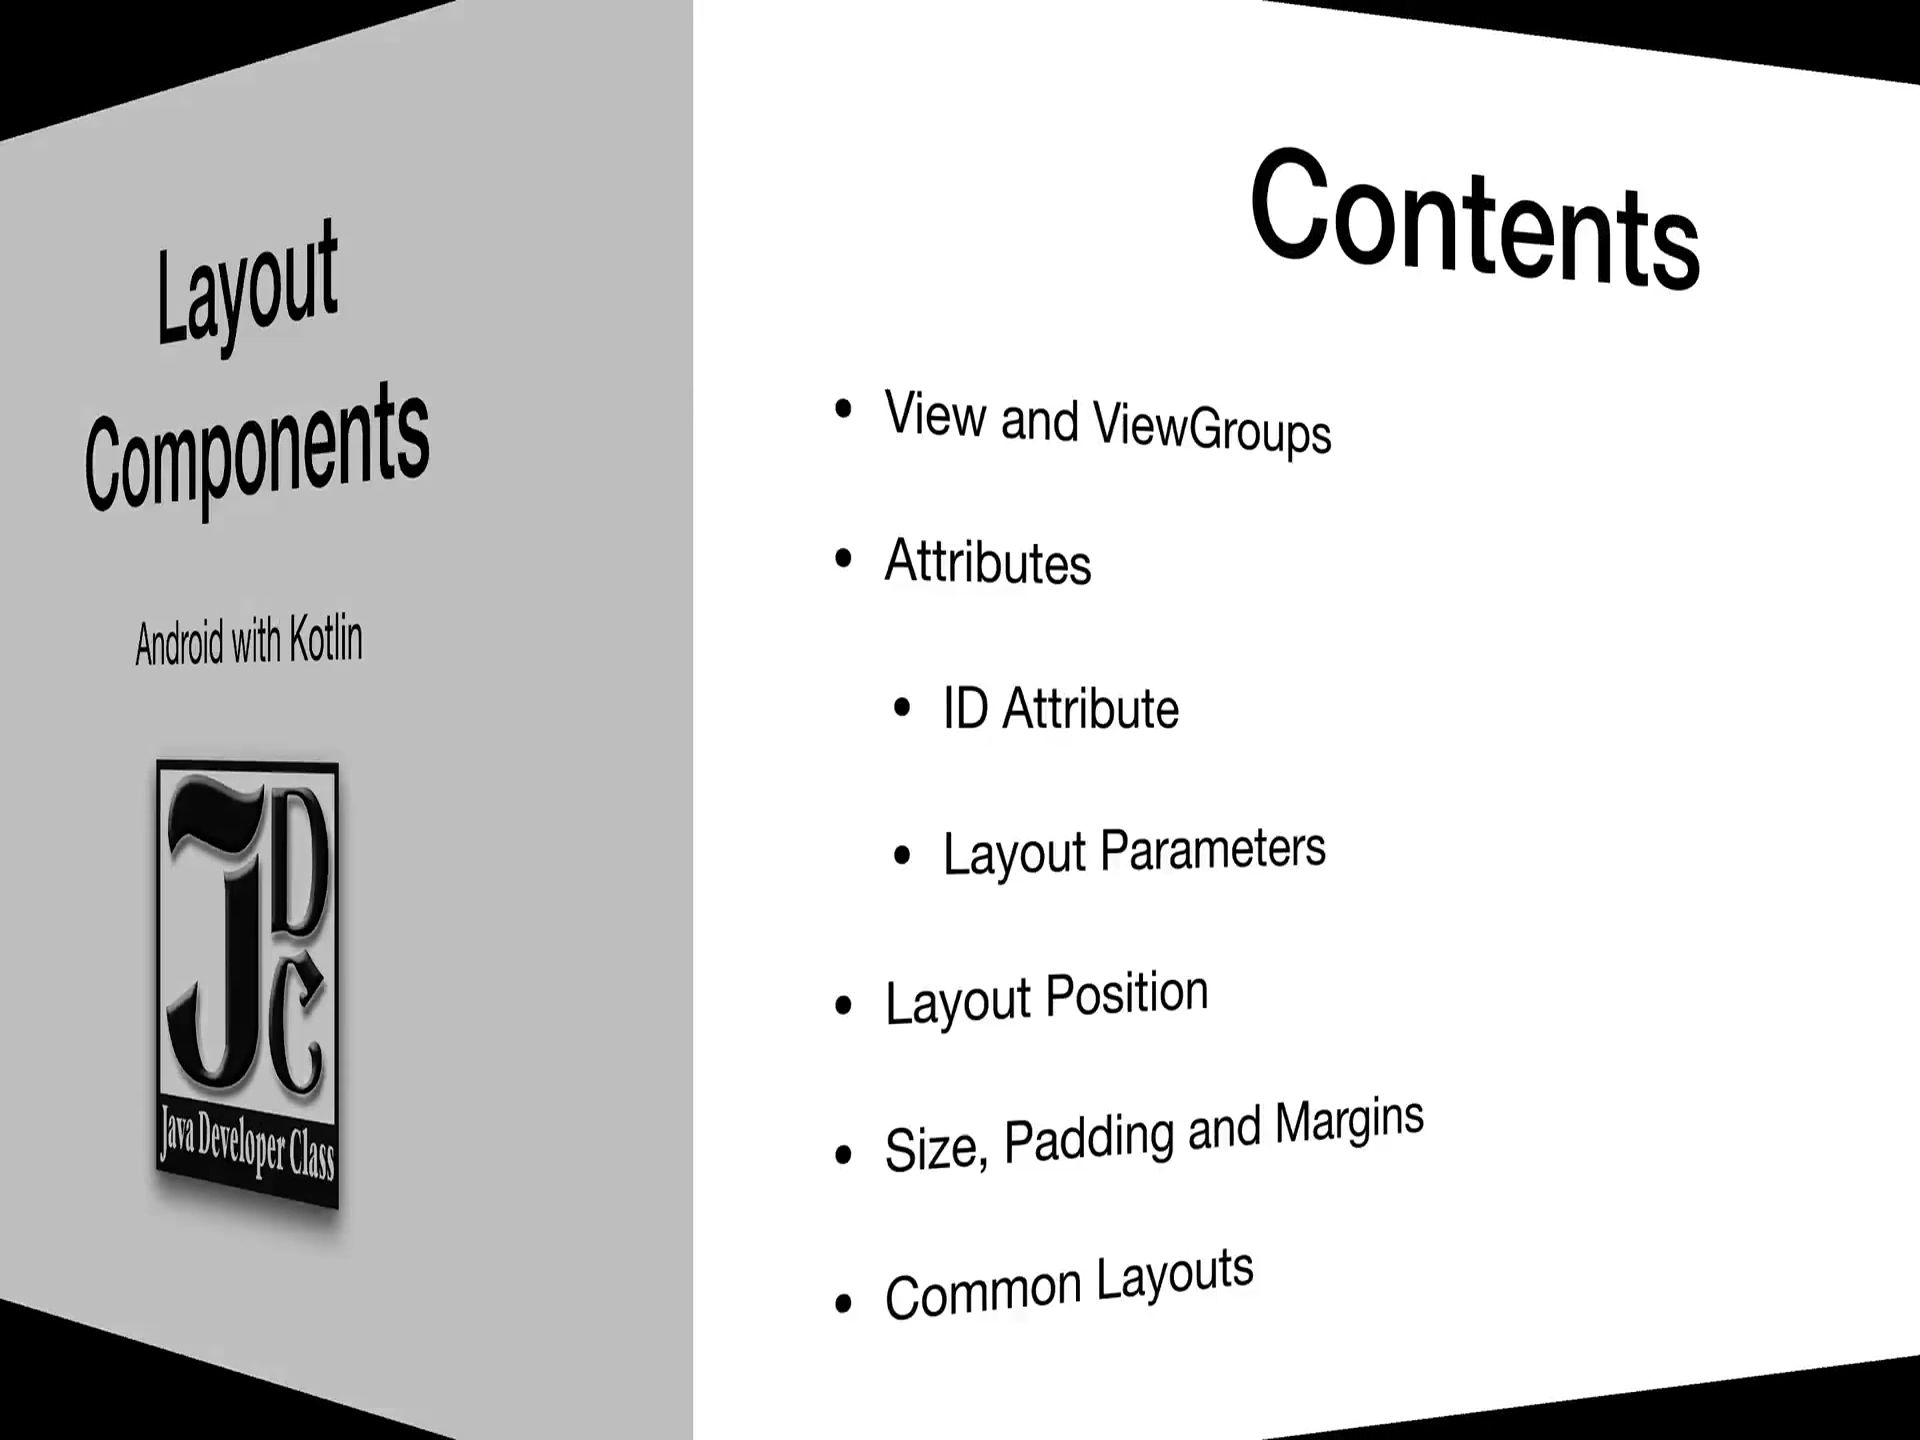 Layout
Components
Android with Kotlin
JDC
Java Developer Class
Contents
• View and ViewGroups
• Attributes
• ID Attribute
• Layout Parameters
• Layout Position
• Size, Padding and Margins
• Common Layouts